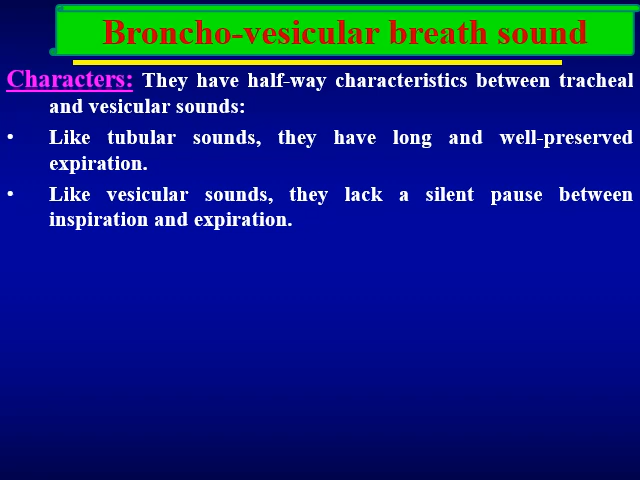 Broncho-vesicular breath sound
Characters: They have half-way characteristics between tracheal
and vesicular sounds:
• Like tubular sounds, they have long and well-preserved
expiration.
• Like vesicular sounds, they lack a silent pause between
inspiration and expiration.